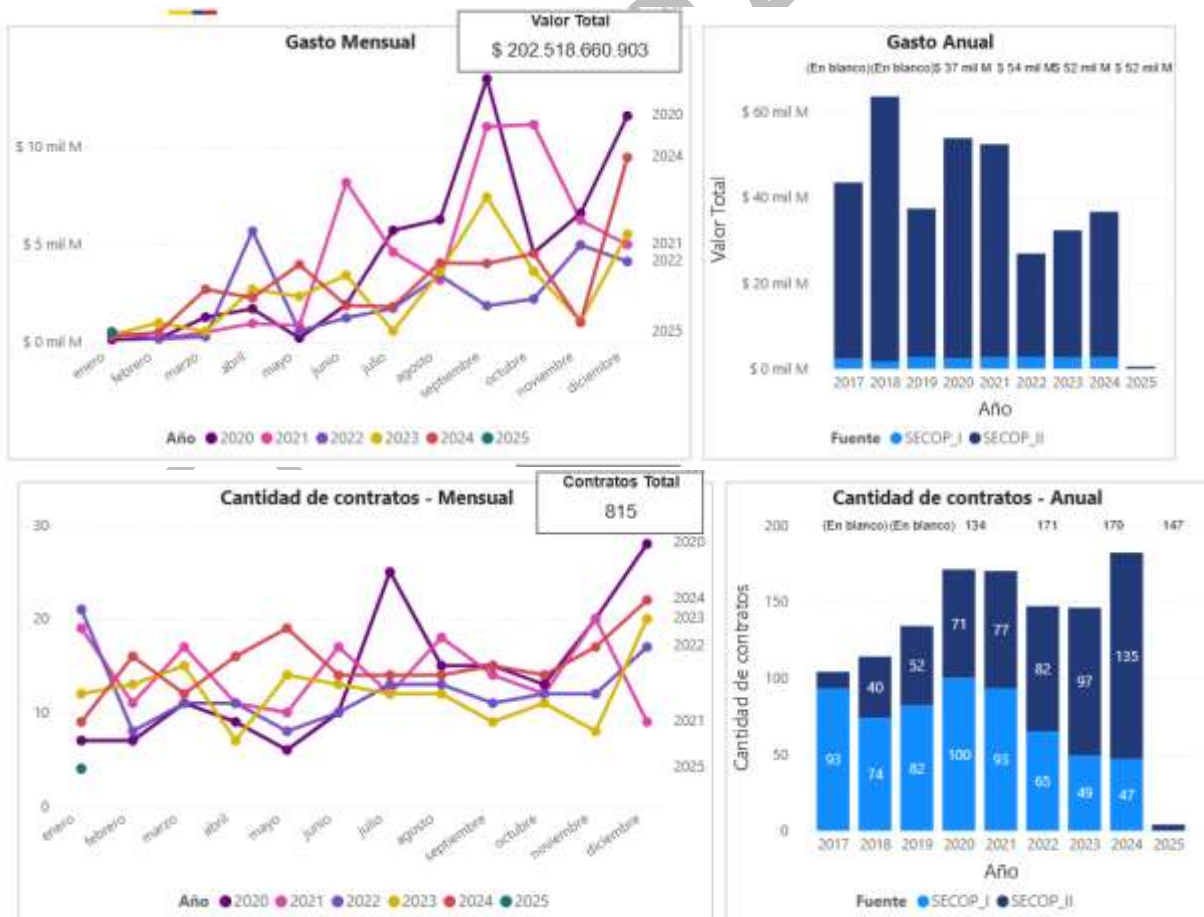 Valor Total
$ 202.518.660.903
Gasto Mensual
$ 10 mil M
$ 5 mil M
$ 0 mil M
2020
2024
2021
2022
2025
enero
febrero
marzo
abril
mayo
junio
julio
agosto
septiembre
octubre
noviembre
diciembre
Año 2020 2021 2022 2023 2024 2025
Gasto Anual
(En blanco) (En blanco) $ 37 mil M $ 54 mil M $ 52 mil M $ 52 mil M
Valor Total
$ 60 mil M
$ 40 mil M
$ 20 mil M
$ 0 mil M
2017 2018 2019 2020 2021 2022 2023 2024 2025
Año
Fuente SECOP_I SECOP_II
Contratos Total
815
Cantidad de contratos - Mensual
30
20
10
0
2020
2024
2023
2022
2021
2025
enero
febrero
marzo
abril
mayo
junio
julio
agosto
septiembre
octubre
noviembre
diciembre
Año 2020 2021 2022 2023 2024 2025
Cantidad de contratos - Anual
(En blanco) (En blanco) 134 171 170 147
Cantidad de contratos
200
150
100
50
0
40 52 71 77 82 97 135
93 74 82 100 93 65 49 47
2017 2018 2019 2020 2021 2022 2023 2024 2025
Año
Fuente SECOP_I SECOP_II